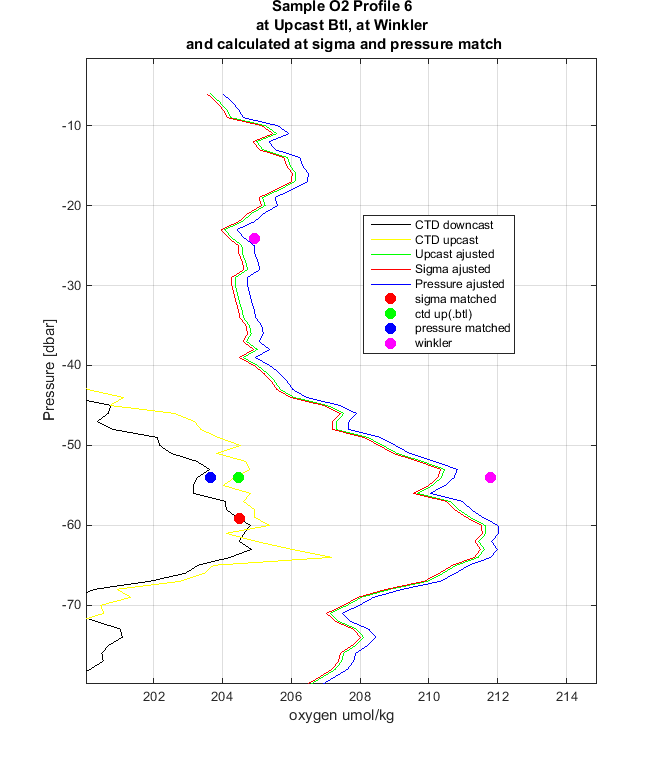 Sample O2 Profile 6
at Upcast Btl, at Winkler
and calculated at sigma and pressure match
-10
-20
-30
-40
-50
-60
-70
Pressure [dbar]
CTD downcast
CTD upcast
Upcast ajusted
Sigma ajusted
Pressure ajusted
sigma matched
ctd up(.btl)
pressure matched
winkler
202 204 206 208 210 212 214
oxygen umol/kg